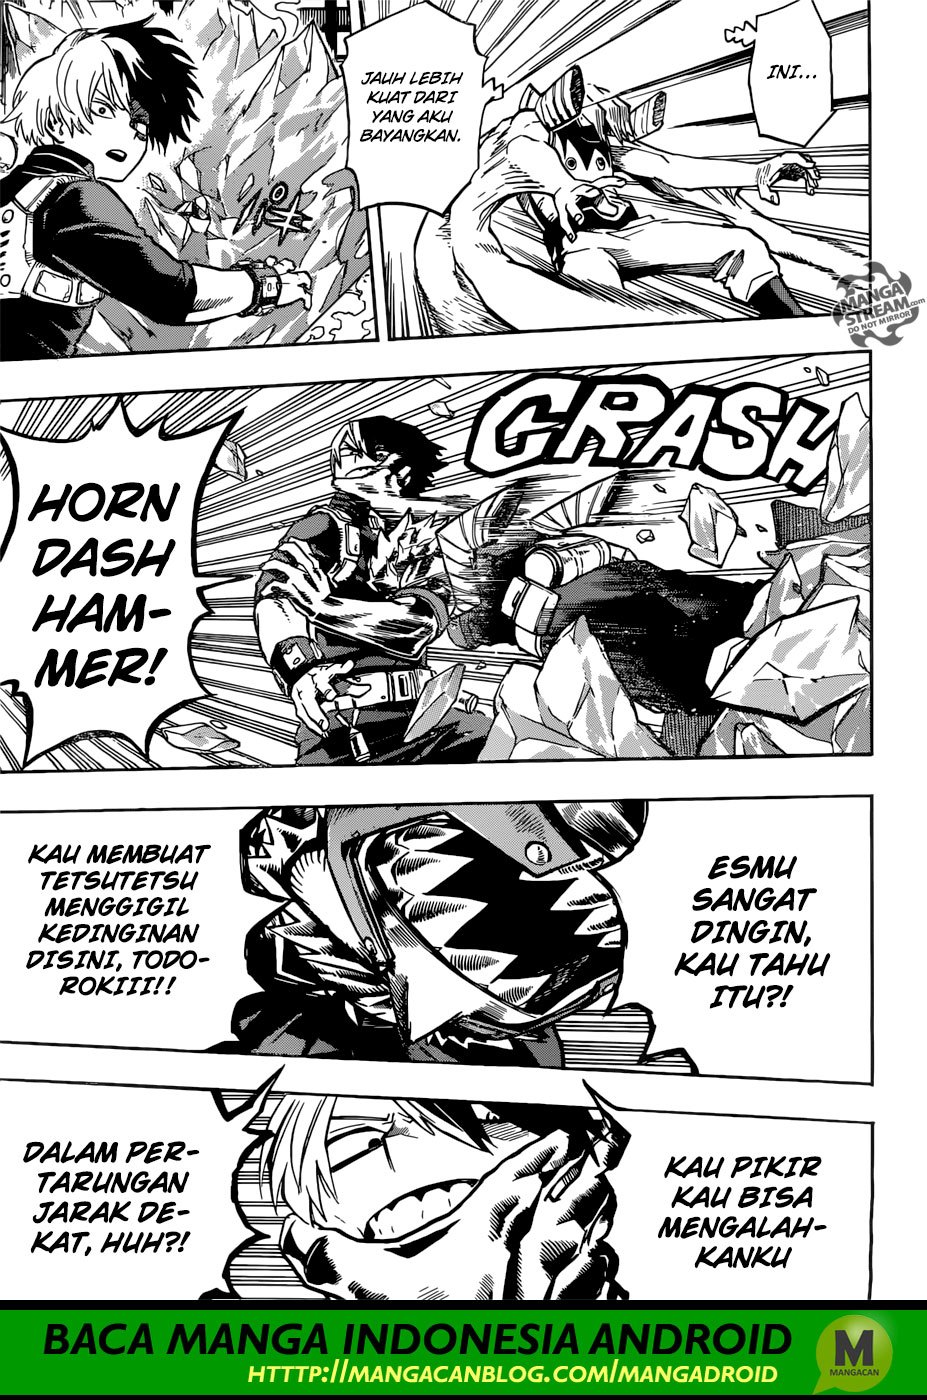 INI...
JAUH LEBIH
KUAT DARI
YANG AKU
BAYANGKAN.
MANGA
STREAM.com
DO NOT MIRROR
CRASH
HORN
DASH
HAM-
MER!
ESMU
SANGAT
DINGIN,
KAU TAHU
ITU?!
KAU MEMBUAT
TETSUTETSU
MENGGIGIL
KEDINGINAN
DISINI, TODO-
ROKIII!!
KAU PIKIR
KAU BISA
MENGALAH-
KANKU
DALAM PER-
TARUNGAN
JARAK DE-
KAT, HUH?!
BACA MANGA INDONESIA ANDROID
HTTTP://MANGACANBLOG.COM/MANGADROID
M
MANGACAN